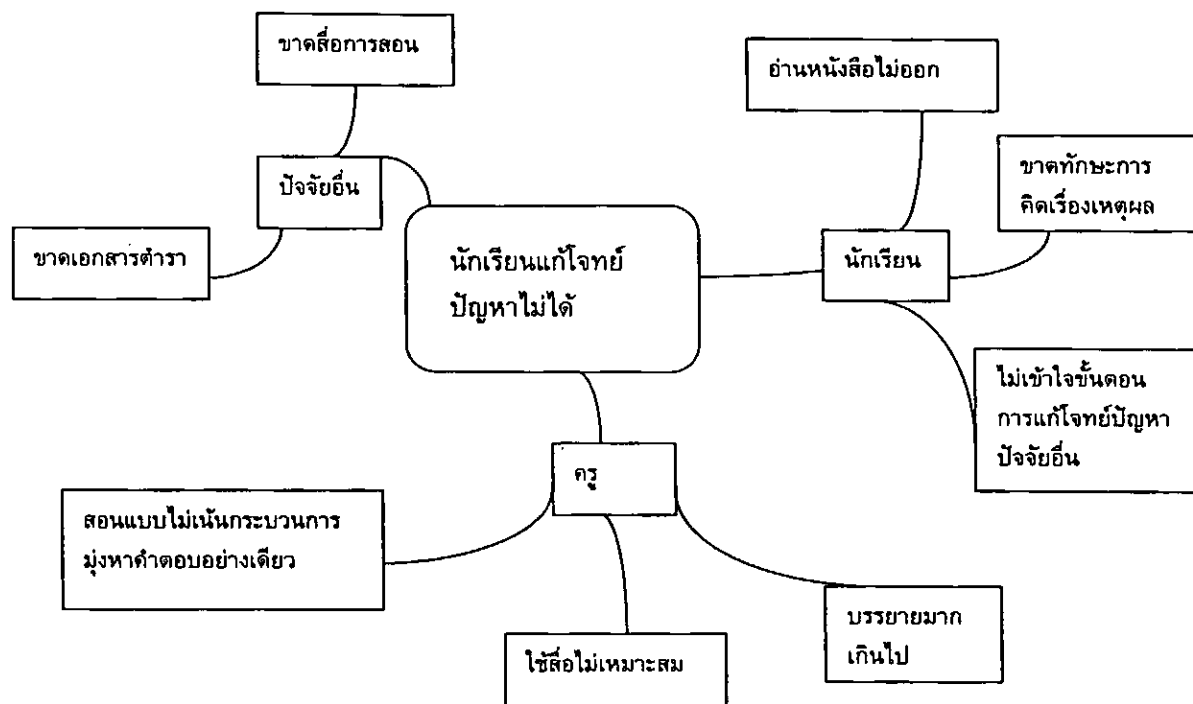 ขาดสื่อการสอน
อ่านหนังสือไม่ออก
ปัจจัยอื่น
ขาดทักษะการ
คิดเรื่องเหตุผล
ขาดเอกสารตำรา
นักเรียนแก้โจทย์
ปัญหาไม่ได้
นักเรียน
ไม่เข้าใจขั้นตอน
การแก้โจทย์ปัญหา
ปัจจัยอื่น
ครู
สอนแบบไม่เน้นกระบวนการ
มุ่งหาคำตอบอย่างเดียว
ใช้สื่อไม่เหมาะสม
บรรยายมาก
เกินไป